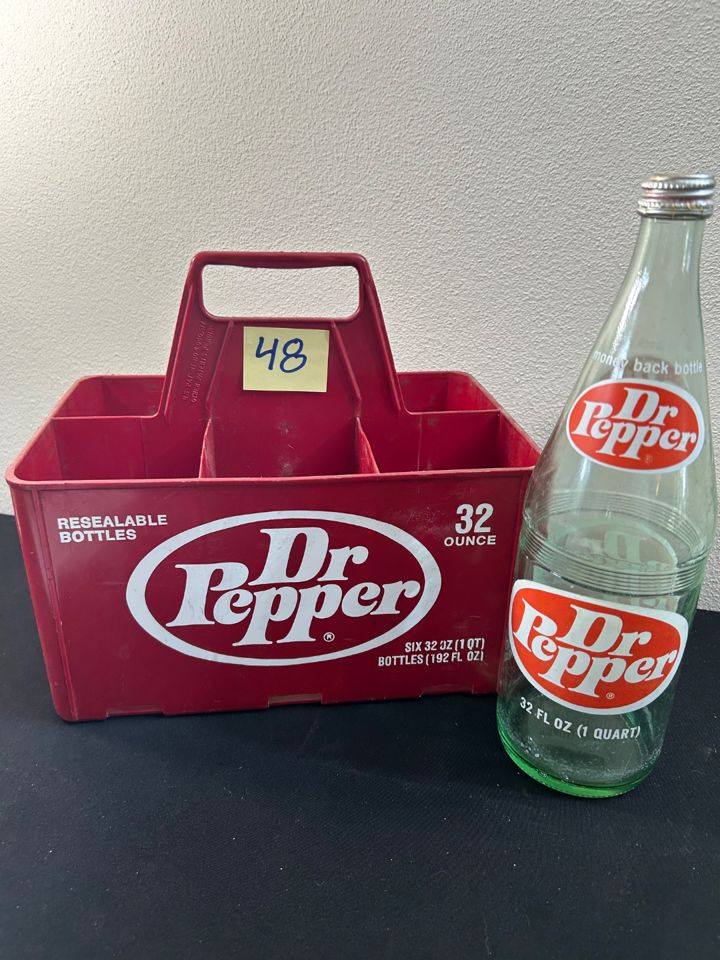 48
RESEALABLE
BOTTLES
32
OUNCE
Dr
Pepper
®
SIX 32 OZ (1 QT)
BOTTLES (192 FL OZ)
money back bottle
Dr
Pepper
®
Dr
Pepper
®
32 FL OZ (1 QUART)